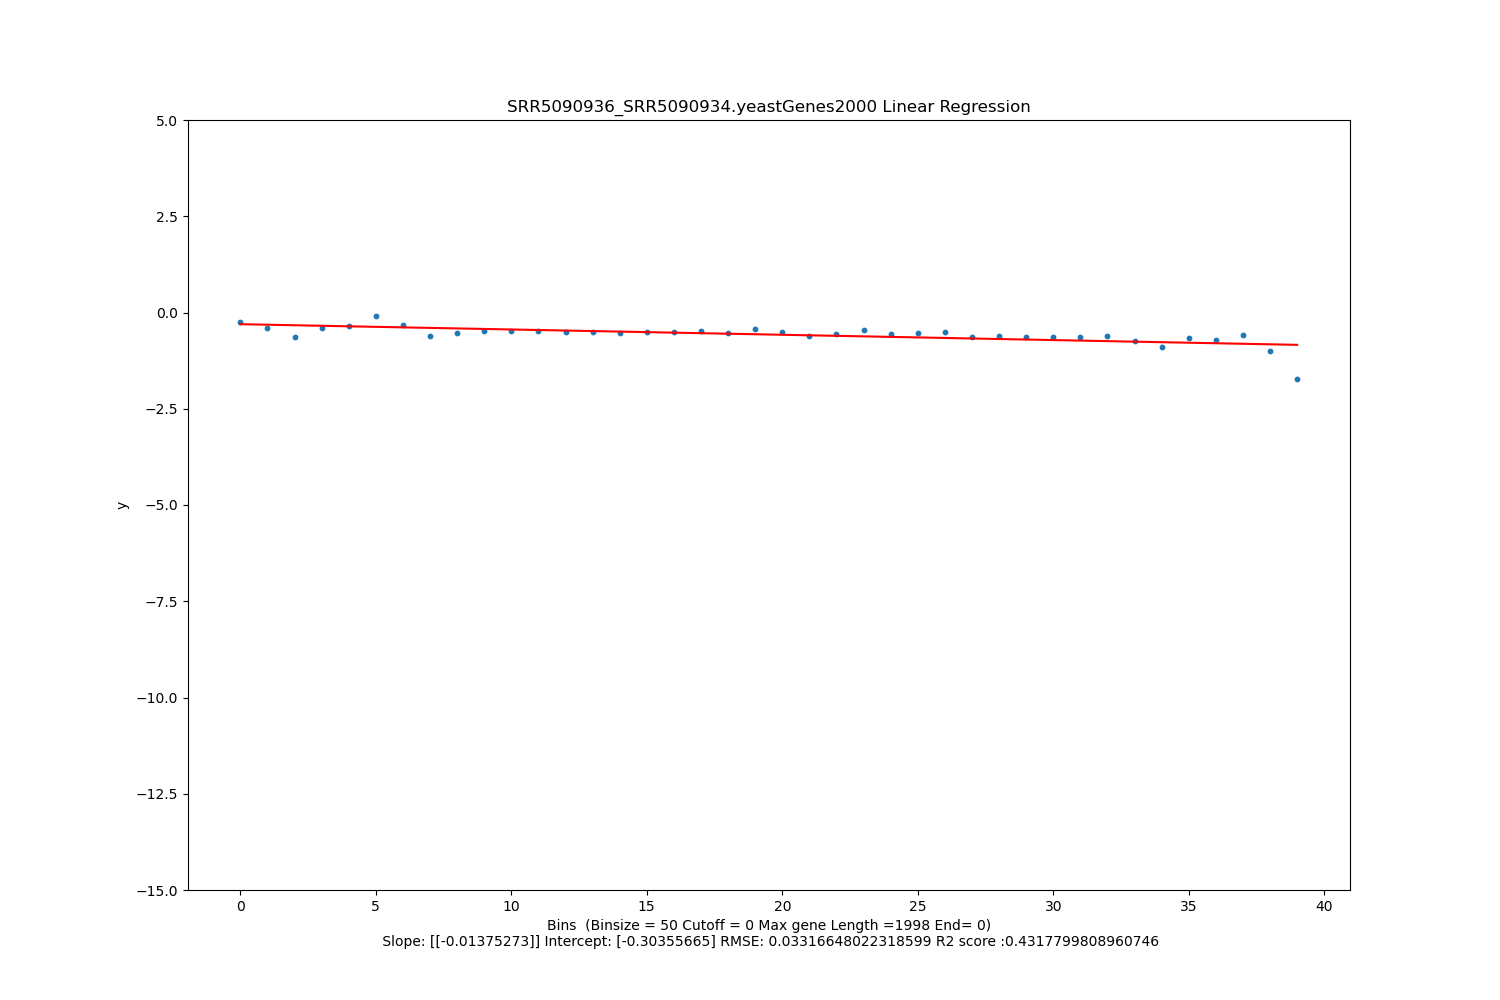 SRR5090936_SRR5090934.yeastGenes2000 Linear Regression
5.0
2.5
0.0
−2.5
−5.0
−7.5
−10.0
−12.5
−15.0
y
0 5 10 15 20 25 30 35 40
Bins  (Binsize = 50 Cutoff = 0 Max gene Length =1998 End= 0)
Slope: [[-0.01375273]] Intercept: [-0.30355665] RMSE: 0.03316648022318599 R2 score :0.4317799808960746